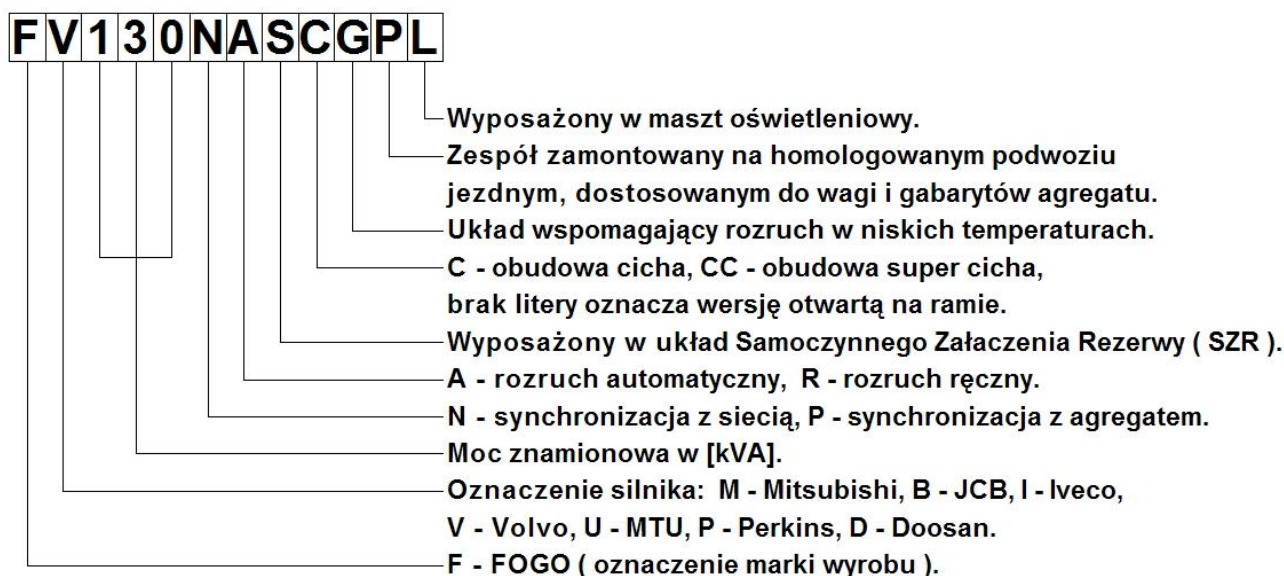 FV130NASCGPL
Wyposażony w maszt oświetleniowy.
Zespół zamontowany na homologowanym podwoziu
jezdnym, dostosowanym do wagi i gabarytów agregatu.
Układ wspomagający rozruch w niskich temperaturach.
C - obudowa cicha, CC - obudowa super cicha,
brak litery oznacza wersję otwartą na ramie.
Wyposażony w układ Samoczynnego Załaczenia Rezerwy ( SZR ).
A - rozruch automatyczny, R - rozruch ręczny.
N - synchronizacja z siecią, P - synchronizacja z agregatem.
Moc znamionowa w [kVA].
Oznaczenie silnika: M - Mitsubishi, B - JCB, I - Iveco,
V - Volvo, U - MTU, P - Perkins, D - Doosan.
F - FOGO ( oznaczenie marki wyrobu ).